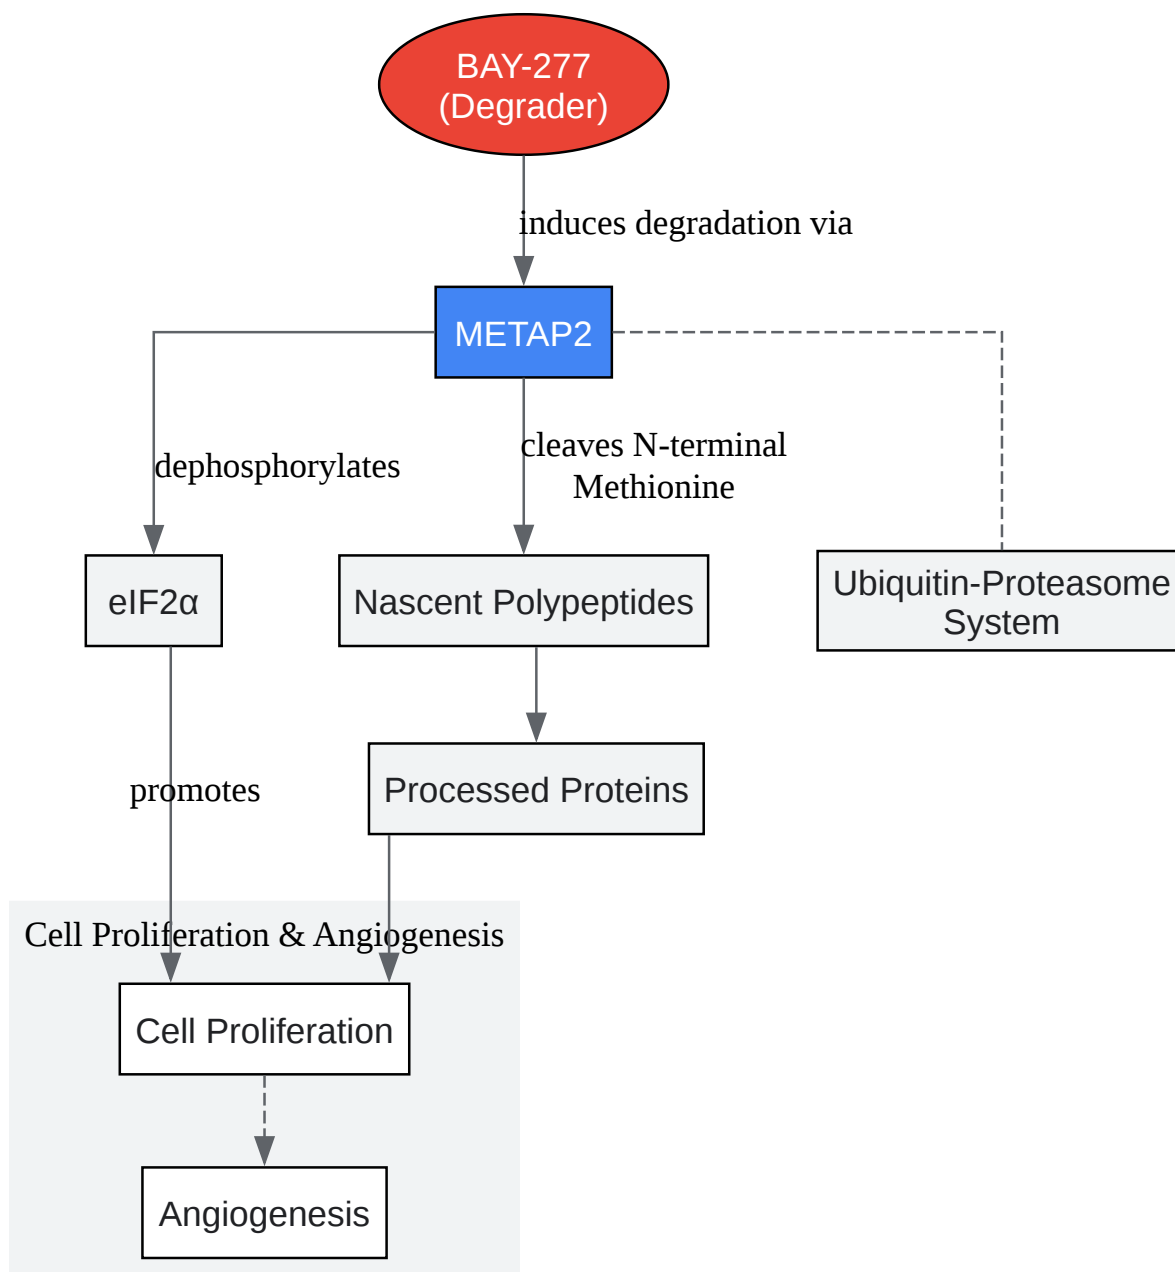 BAY-277
(Degrader)
induces degradation via
METAP2
dephosphorylates
cleaves N-terminal
Methionine
eIF2α
Nascent Polypeptides
Ubiquitin-Proteasome
System
promotes
Processed Proteins
Cell Proliferation & Angiogenesis
Cell Proliferation
Angiogenesis